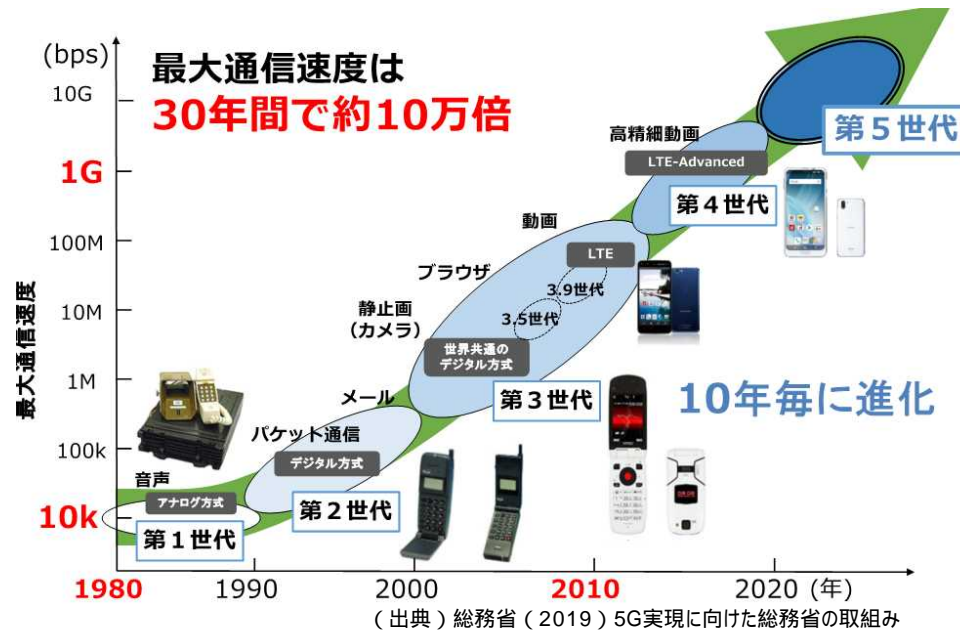 (bps)
最大通信速度は
30年間で約10万倍
10G
1G
100M
10M
1M
100k
10k
最大通信速度
音声
アナログ方式
第１世代
メール
パケット通信
デジタル方式
第２世代
静止画
（カメラ）
ブラウザ
動画
LTE
3.9世代
3.5世代
世界共通の
デジタル方式
第３世代
高精細動画
LTE-Advanced
第４世代
第５世代
10年毎に進化
1980
1990
2000
2010
2020 (年)
（出典）総務省（2019）5G実現に向けた総務省の取組み